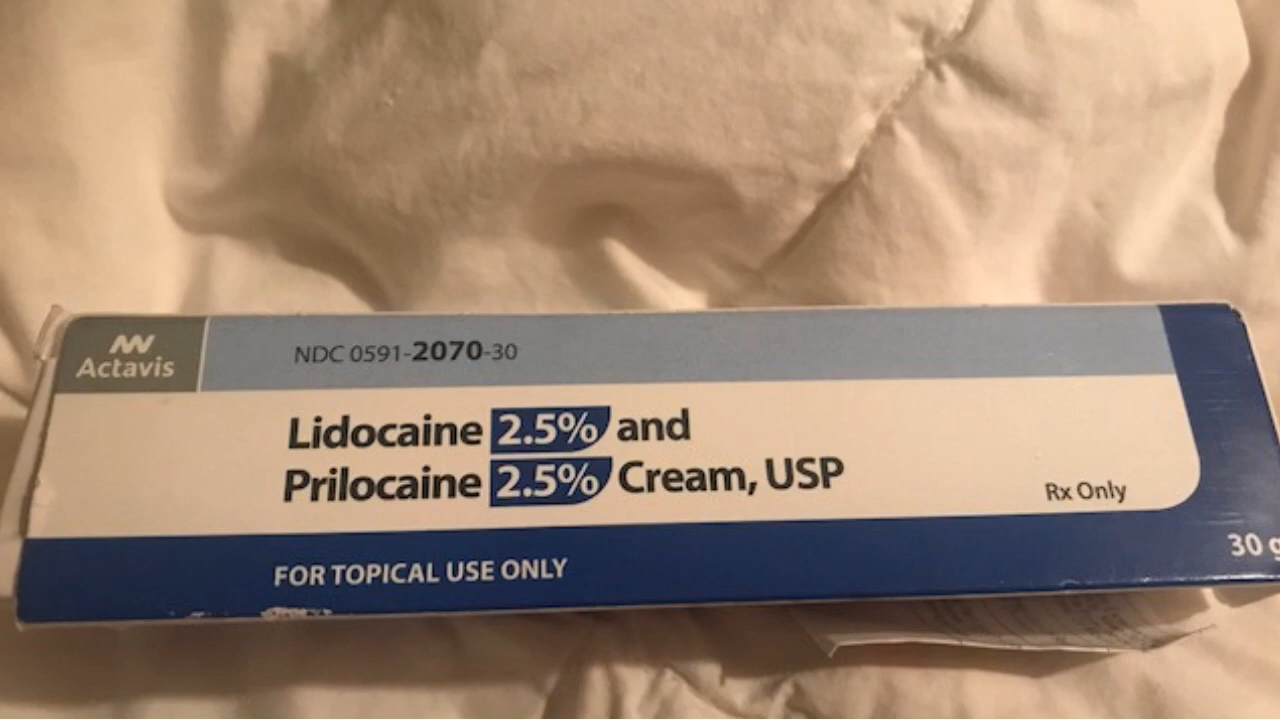 Actavis
NDC 0591-2070-30
Lidocaine 2.5% and
Prilocaine 2.5% Cream, USP
Rx Only
30 g
FOR TOPICAL USE ONLY